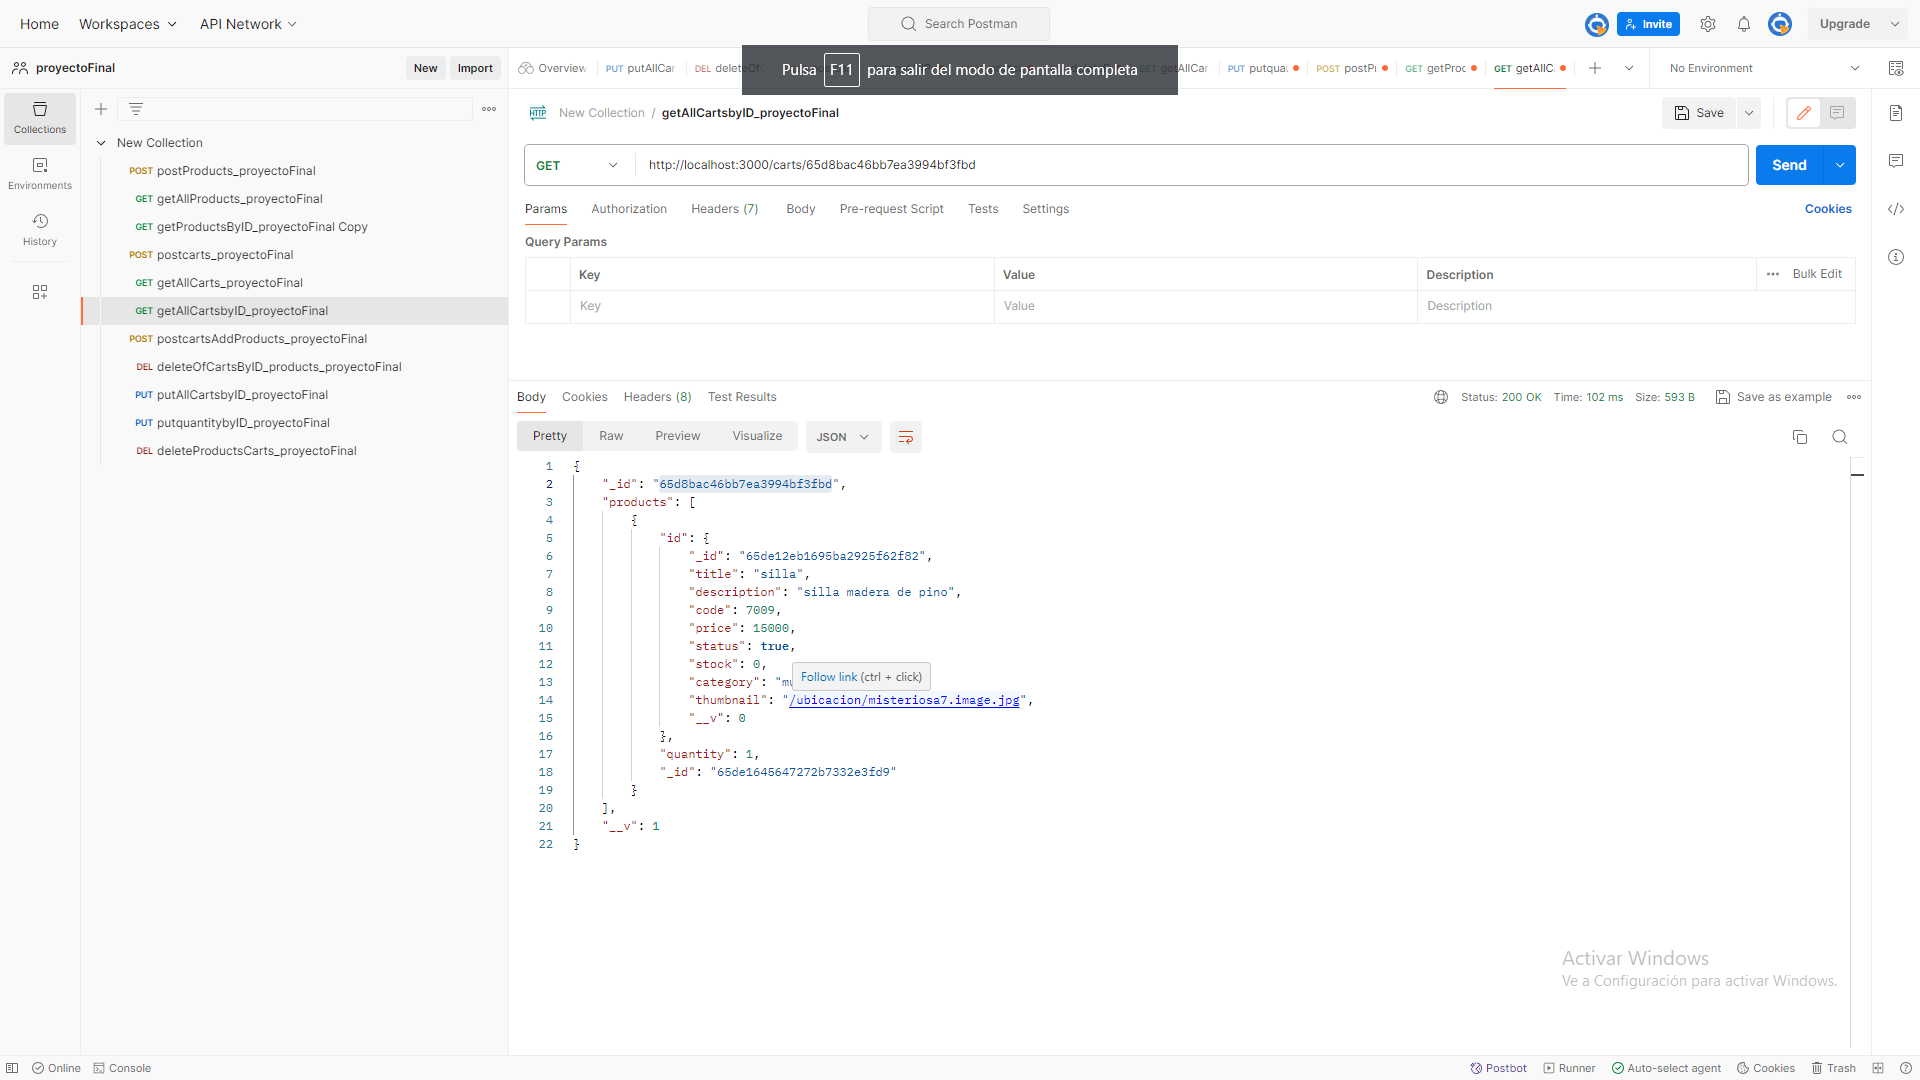 Home Workspaces API Network Search Postman Invite Upgrade
proyectoFinal New Import Overview PUT putAllCar DEL deleteOf GET getAllCar PUT putqua POST postPr GET getProc GET getAllC No Environment
Pulsa F11 para salir del modo de pantalla completa
Collections
Environments
History
New Collection
POST postProducts_proyectoFinal
GET getAllProducts_proyectoFinal
GET getProductsByID_proyectoFinal Copy
POST postcarts_proyectoFinal
GET getAllCarts_proyectoFinal
GET getAllCartsbyID_proyectoFinal
POST postcartsAddProducts_proyectoFinal
DEL deleteOfCartsByID_products_proyectoFinal
PUT putAllCartsbyID_proyectoFinal
PUT putquantitybyID_proyectoFinal
DEL deleteProductsCarts_proyectoFinal
HTTP New Collection / getAllCartsbyID_proyectoFinal Save
GET http://localhost:3000/carts/65d8bac46bb7ea3994bf3fbd Send
Params Authorization Headers (7) Body Pre-request Script Tests Settings Cookies
Query Params
Key Value Description Bulk Edit
Key Value Description
Body Cookies Headers (8) Test Results Status: 200 OK Time: 102 ms Size: 593 B Save as example
Pretty Raw Preview Visualize JSON
1 {
2 "_id": "65d8bac46bb7ea3994bf3fbd",
3 "products": [
4 {
5 "id": {
6 "_id": "65de12eb1695ba2925f62f82",
7 "title": "silla",
8 "description": "silla madera de pino",
9 "code": 7009,
10 "price": 15000,
11 "status": true,
12 "stock": 0,
Follow link (ctrl + click)
13 "category": "mu
14 "thumbnail": "/ubicacion/misteriosa7.image.jpg",
15 "__v": 0
16 },
17 "quantity": 1,
18 "_id": "65de1645647272b7332e3fd9"
19 }
20 ],
21 "__v": 1
22 }
Activar Windows
Ve a Configuración para activar Windows.
Online Console Postbot Runner Auto-select agent Cookies Trash